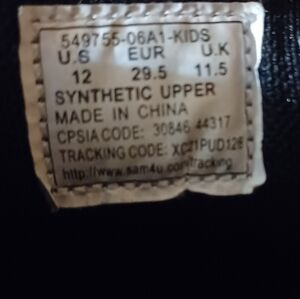 549755-06A1-KIDS
U.S EUR U.K
12 29.5 11.5
SYNTHETIC UPPER
MADE IN CHINA
CPSIA CODE: 30846 44317
TRACKING CODE: XC21PUD128
http://www.sam4u.com/tracking